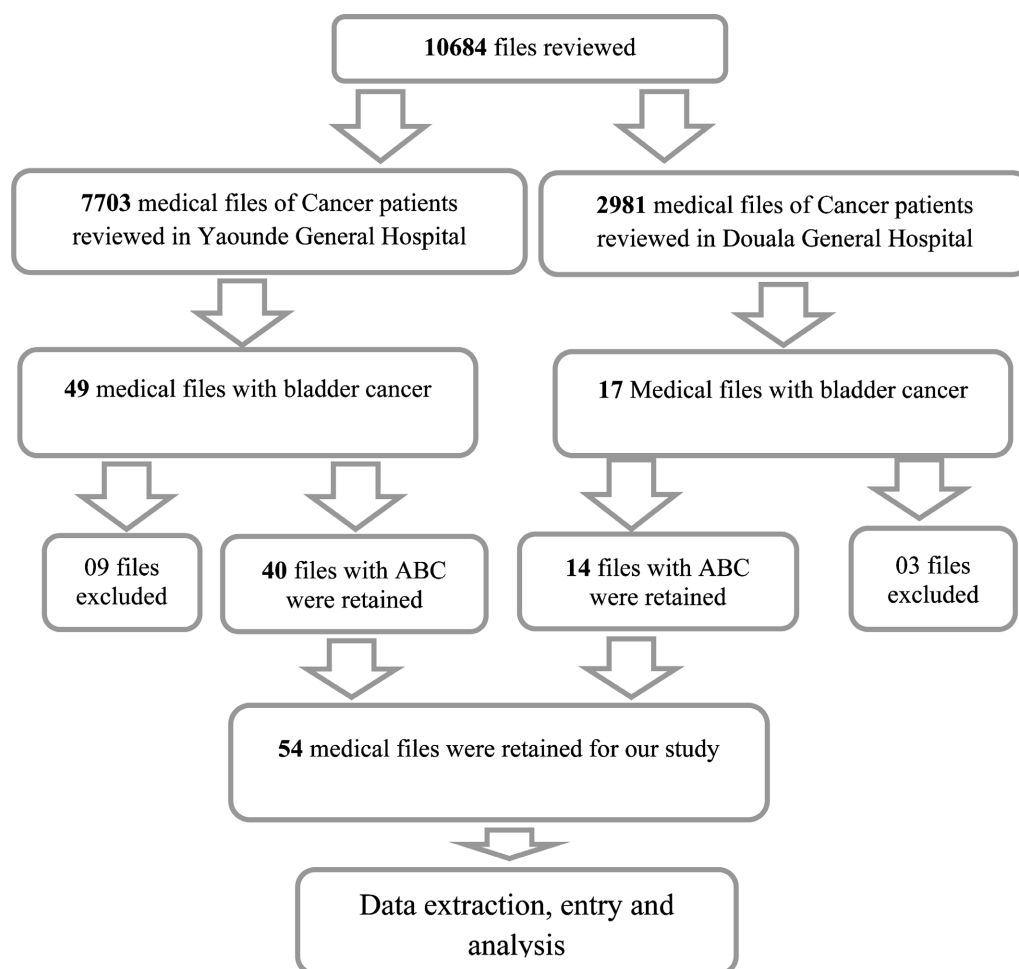 10684 files reviewed
7703 medical files of Cancer patients
reviewed in Yaounde General Hospital
2981 medical files of Cancer patients
reviewed in Douala General Hospital
49 medical files with bladder cancer
17 Medical files with bladder cancer
09 files
excluded
40 files with ABC
were retained
14 files with ABC
were retained
03 files
excluded
54 medical files were retained for our study
Data extraction, entry and
analysis